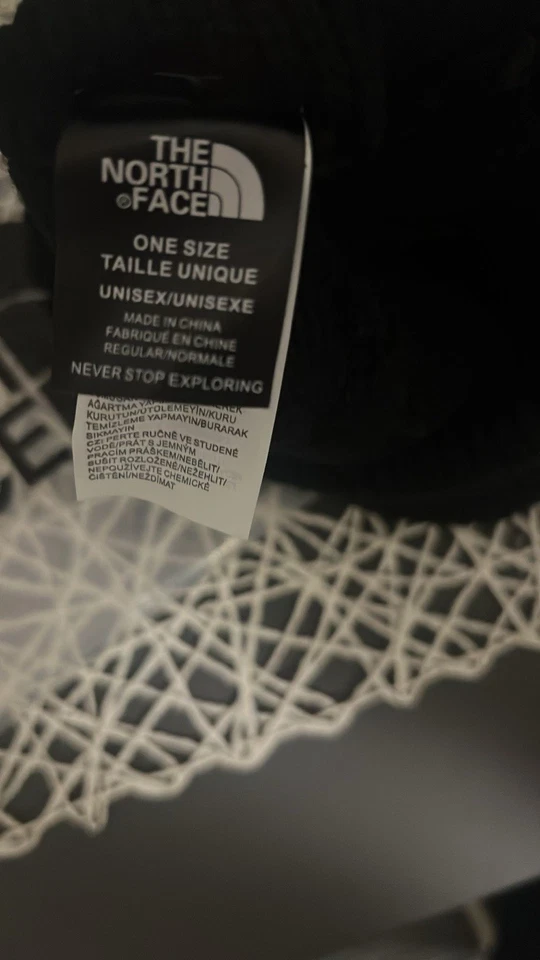 THE
NORTH
FACE
ONE SIZE
TAILLE UNIQUE
UNISEX/UNISEXE
MADE IN CHINA
FABRIQUÉ EN CHINE
REGULAR/NORMALE
NEVER STOP EXPLORING
AĞARTMA
KURUTUN/ÜTÜLEMEYİN/KURU
TEMİZLEME YAPMAYIN/BURARAK
SIKMAYIN
CZ: PERTE RUČNĚ VE STUDENÉ
VODĚ/PRÁT S JEMNÝM
PRACÍM PRÁŠKEM/NEBĚLIT/
SUŠIT ROZLOŽENÉ/NEŽEHLIT/
NEPOUŽÍVEJTE CHEMICKÉ
ČIŠTĚNÍ/NEŽDÍMAT